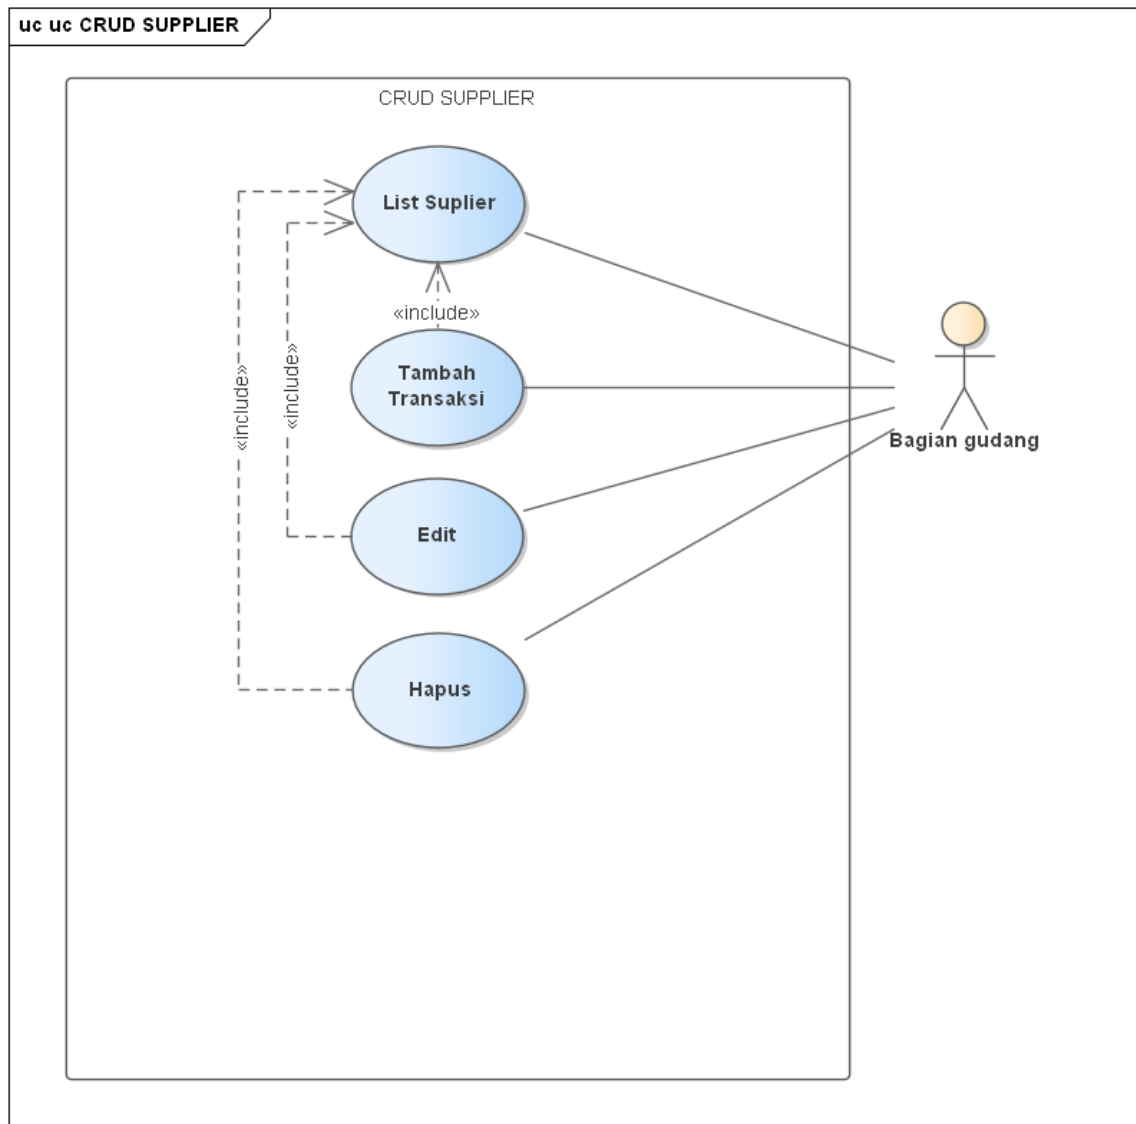 uc uc CRUD SUPPLIER
CRUD SUPPLIER
List Suplier
«include»
Tambah
Transaksi
«include»
«include»
Bagian gudang
Edit
Hapus